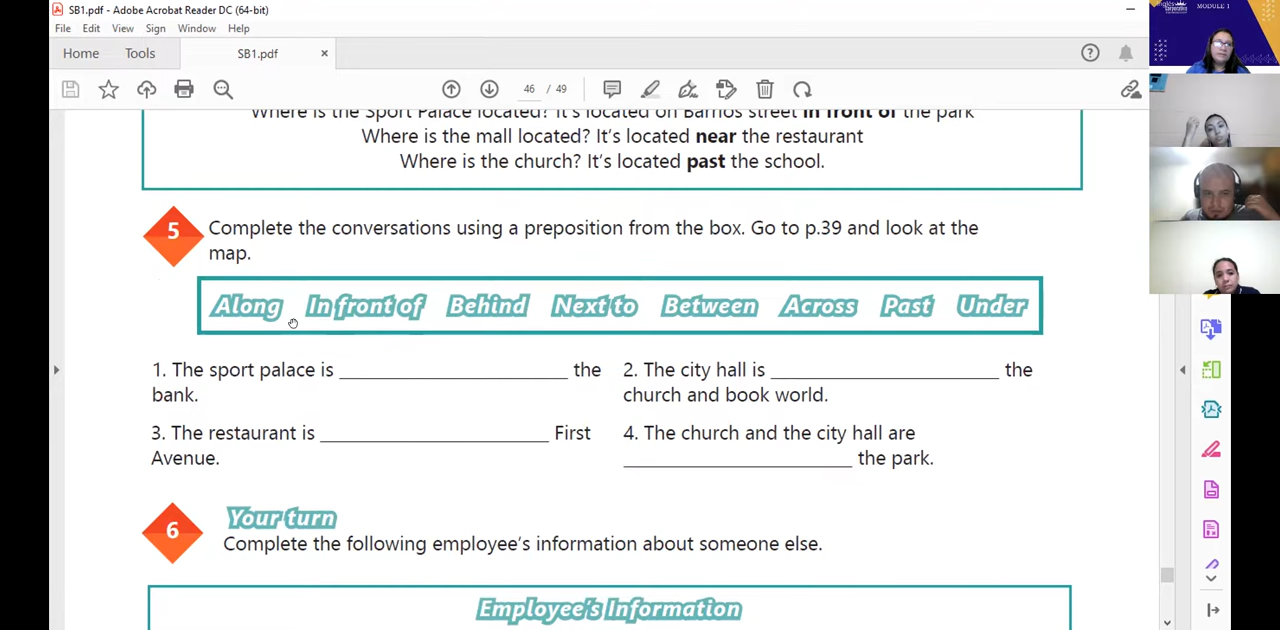 SB1.pdf - Adobe Acrobat Reader DC (64-bit)
File Edit View Sign Window Help
Home Tools SB1.pdf ×
46 / 49
MODULE 1
Where is the Sport Palace located? It's located on Barrios street in front of the park
Where is the mall located? It's located near the restaurant
Where is the church? It's located past the school.
5 Complete the conversations using a preposition from the box. Go to p.39 and look at the
map.
Along In front of Behind Next to Between Across Past Under
1. The sport palace is ______________________ the
bank.
2. The city hall is ______________________ the
church and book world.
3. The restaurant is ______________________ First
Avenue.
4. The church and the city hall are
______________________ the park.
6 Your turn
Complete the following employee's information about someone else.
Employee's Information